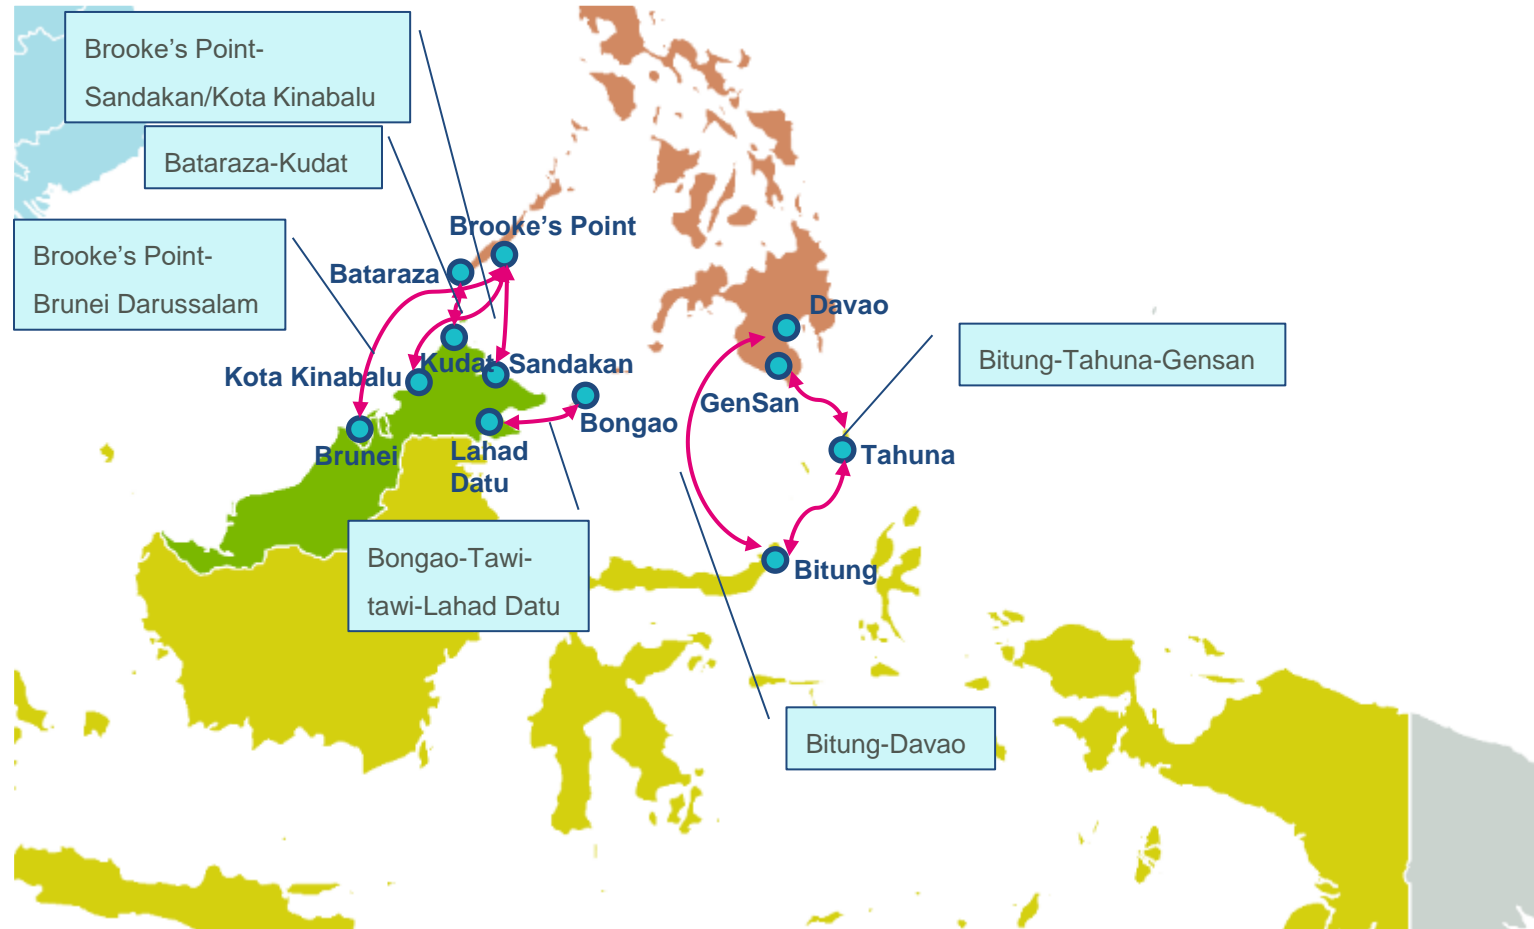 Brooke’s Point-
Sandakan/Kota Kinabalu
Bataraza-Kudat
Brooke’s Point-
Brunei Darussalam
Brooke’s Point
Bataraza
Davao
Bitung-Tahuna-Gensan
Kudat
Sandakan
Kota Kinabalu
GenSan
Bongao
Brunei
Lahad
Datu
Tahuna
Bongao-Tawi-
tawi-Lahad Datu
Bitung
Bitung-Davao